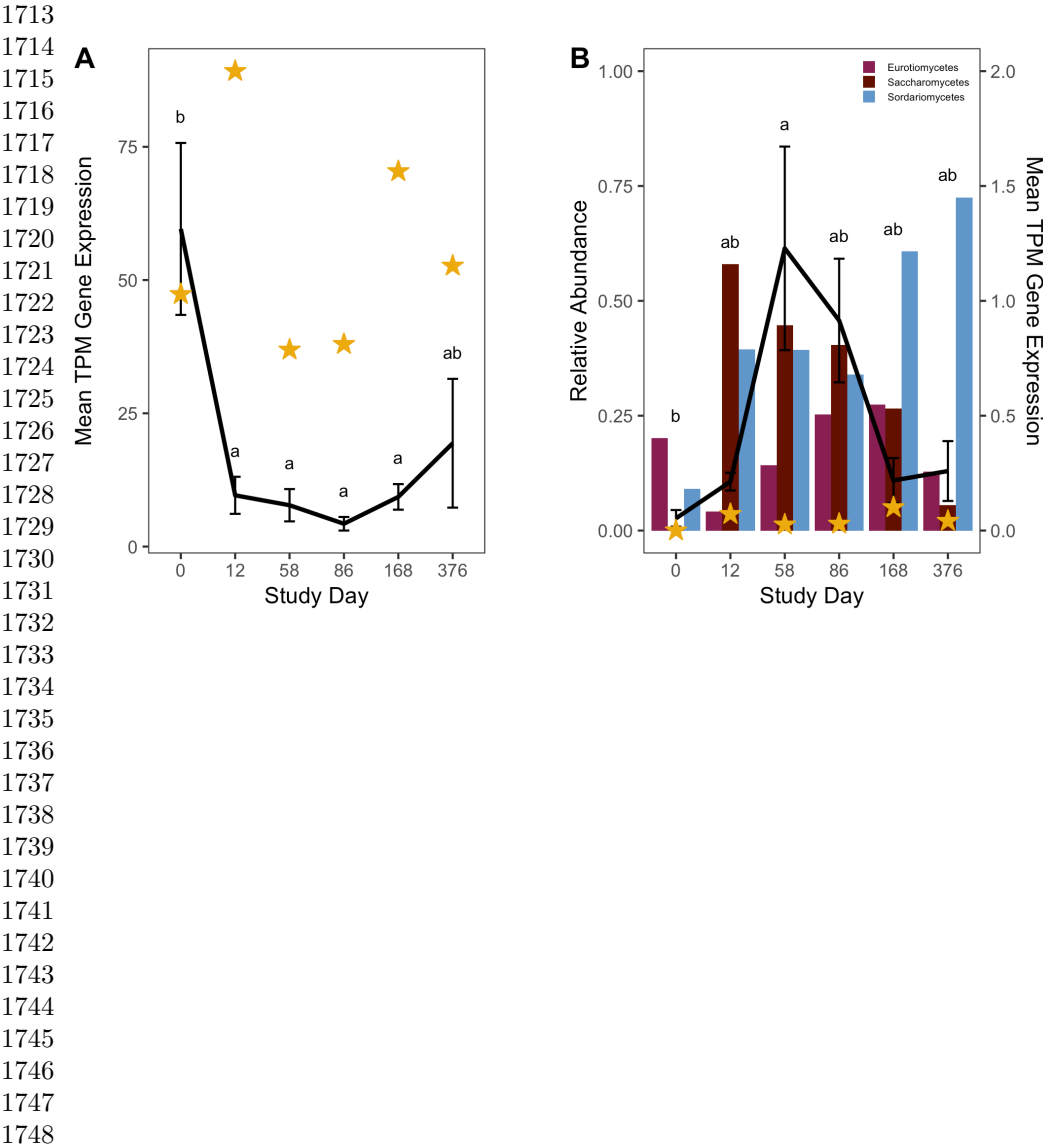 1713
1714
1715
1716
1717
1718
1719
1720
1721
1722
1723
1724
1725
1726
1727
1728
1729
1730
1731
1732
1733
1734
1735
1736
1737
1738
1739
1740
1741
1742
1743
1744
1745
1746
1747
1748
A
Mean TPM Gene Expression
75
50
25
0
b
a
a
a
a
ab
0 12 58 86 168 376
Study Day
B
Relative Abundance
1.00
0.75
0.50
0.25
0.00
Eurotiomycetes
Saccharomycetes
Sordariomycetes
b
ab
a
ab
ab
ab
0 12 58 86 168 376
Study Day
2.0
1.5
1.0
0.5
0.0
Mean TPM Gene Expression